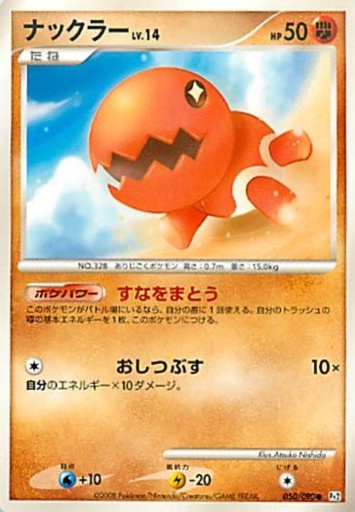 ナックラー LV.14 HP 50
たね
NO.328 ありじごくポケモン 高さ：0.7m 重さ：15.0kg
ポケパワー すなをまとう
このポケモンがバトル場にいるなら、自分の番に1回使える。自分のトラッシュの
の基本エネルギーを1枚、このポケモンにつける。
おしつぶす 10×
自分のエネルギー×10ダメージ。
Illus.Atsuko Nishida
弱点 抵抗力 にげる
+10 -20
©2008 Pokémon/Nintendo/Creatures/GAME FREAK.
050/090